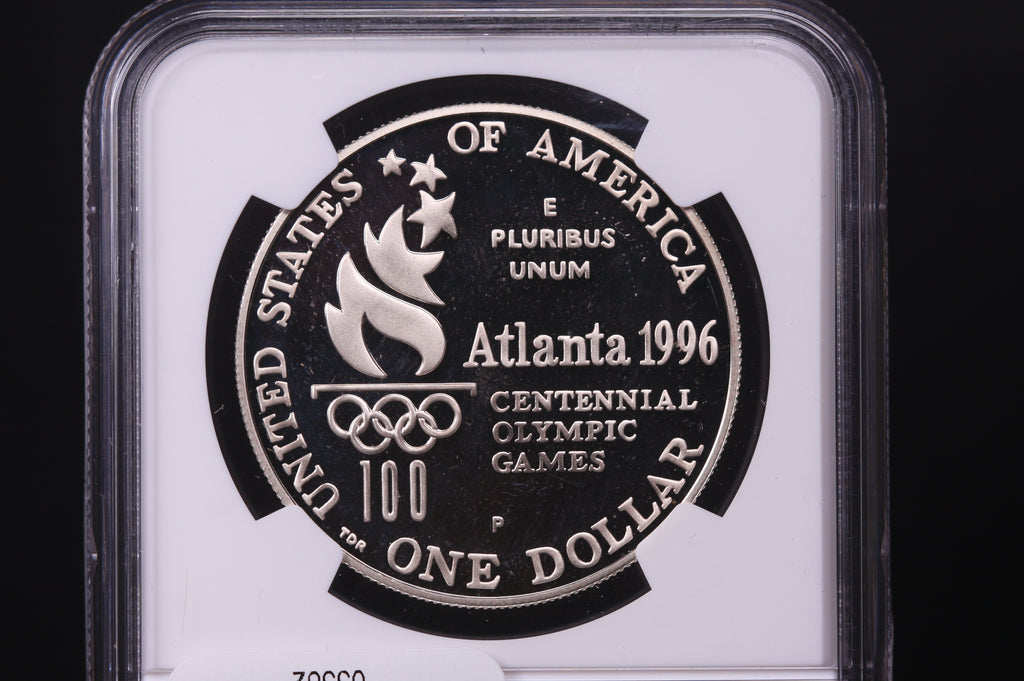 UNITED STATES OF AMERICA
E
PLURIBUS
UNUM
Atlanta 1996
CENTENNIAL
OLYMPIC
GAMES
100
P
TDR
ONE DOLLAR